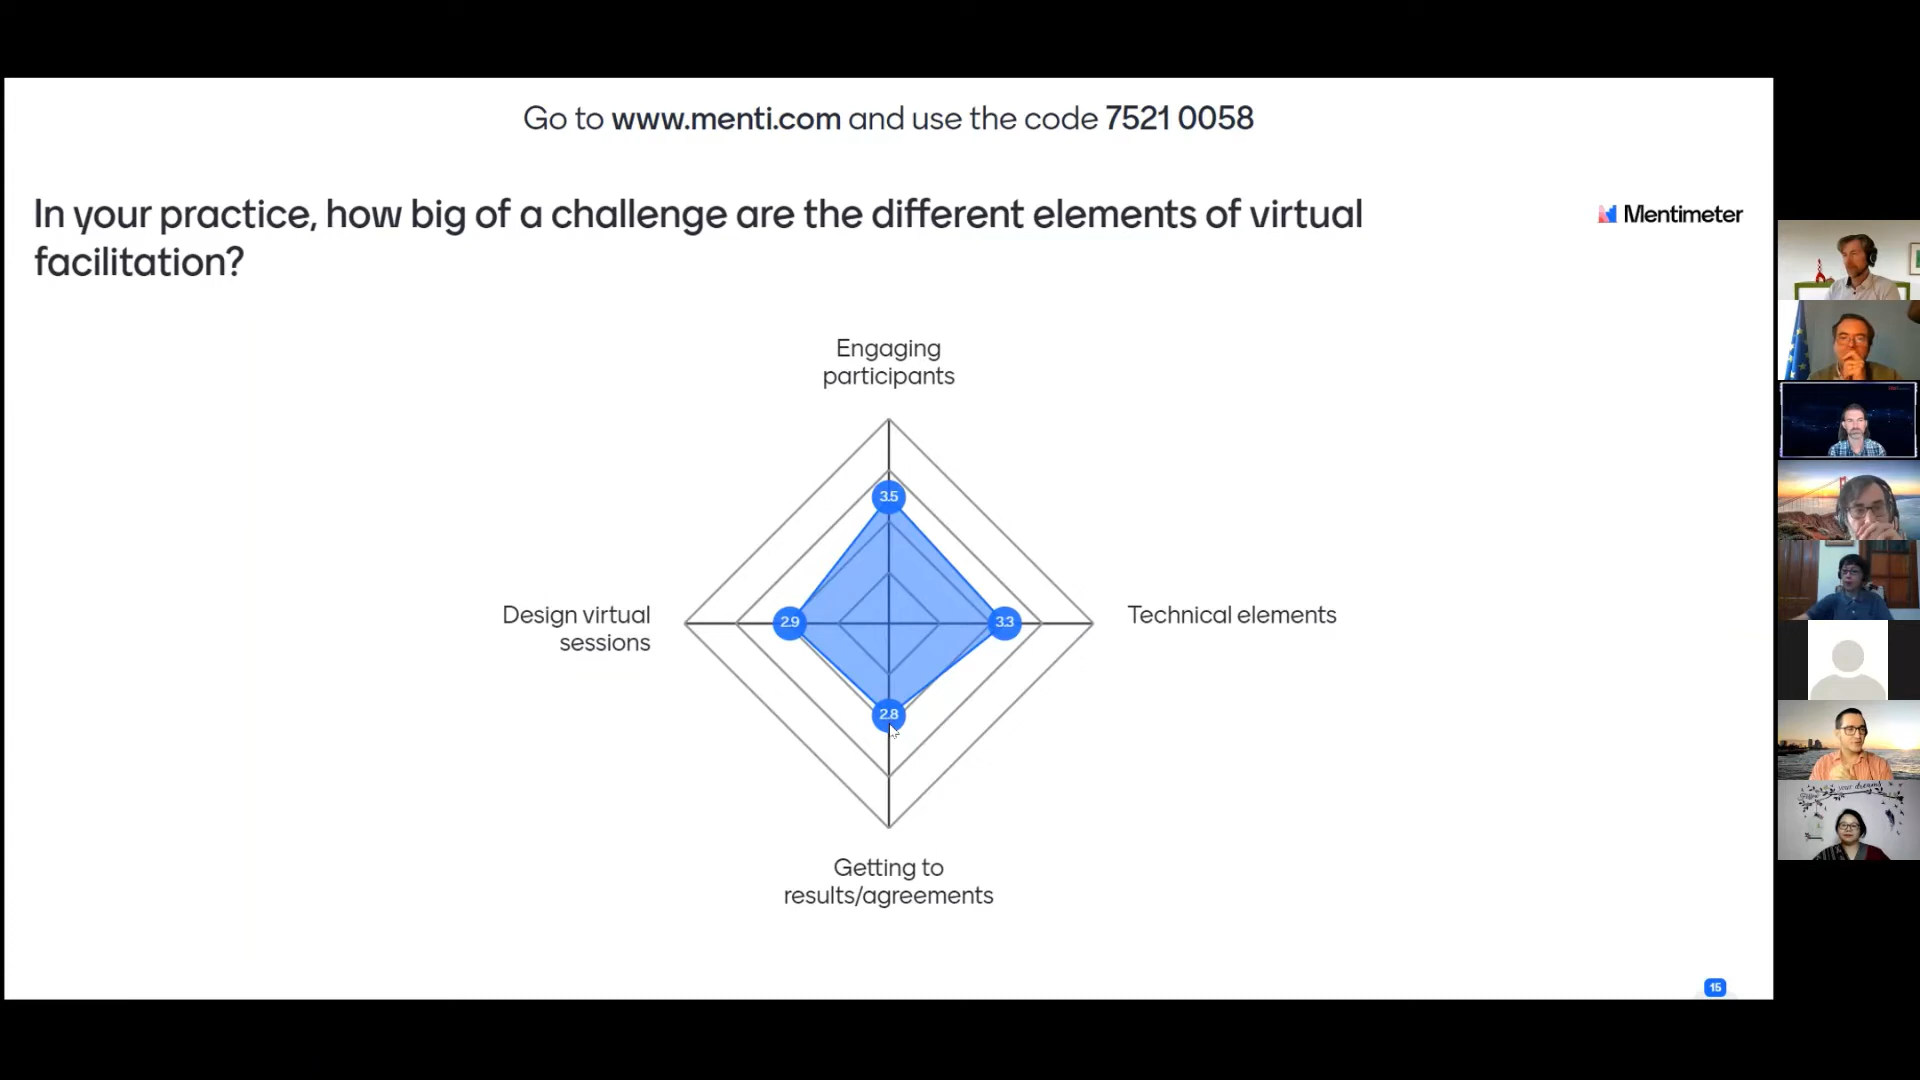 Go to www.menti.com and use the code 7521 0058
In your practice, how big of a challenge are the different elements of virtual
facilitation?
Mentimeter
Engaging
participants
3.5
Design virtual
sessions
2.9
3.3
Technical elements
2.8
Getting to
results/agreements
15
your dreams